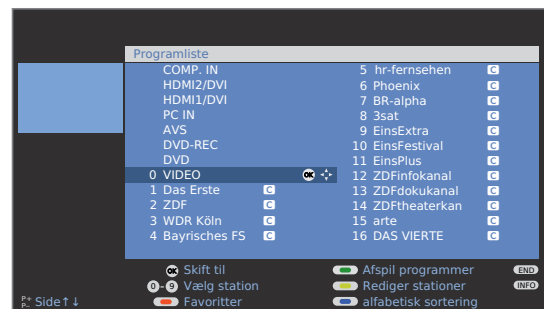 Programliste
COMP. IN
HDMI2/DVI
HDMI1/DVI
PC IN
AVS
DVD-REC
DVD
0 VIDEO OK
1 Das Erste C
2 ZDF C
3 WDR Köln C
4 Bayrisches FS C
5 hr-fernsehen C
6 Phoenix C
7 BR-alpha C
8 3sat C
9 EinsExtra C
10 EinsFestival C
11 EinsPlus C
12 ZDFinfokanal C
13 ZDFdokukanal C
14 ZDFtheaterkan C
15 arte C
16 DAS VIERTE C
OK Skift til
0-9 Vælg station
Favoritter
Afspil programmer END
Rediger stationer INFO
alfabetisk sortering
P+ P- Side↑↓